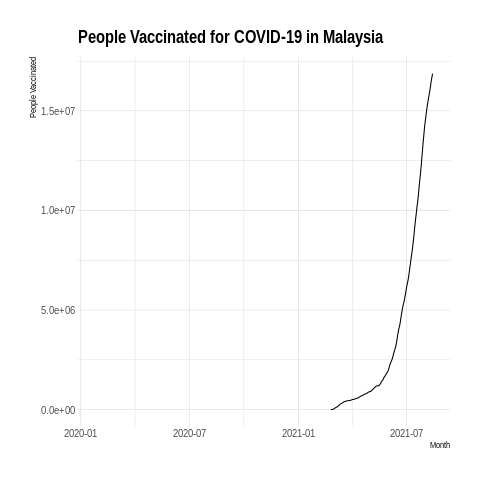 People Vaccinated for COVID-19 in Malaysia
People Vaccinated
1.5e+07
1.0e+07
5.0e+06
0.0e+00
2020-01 2020-07 2021-01 2021-07
Month